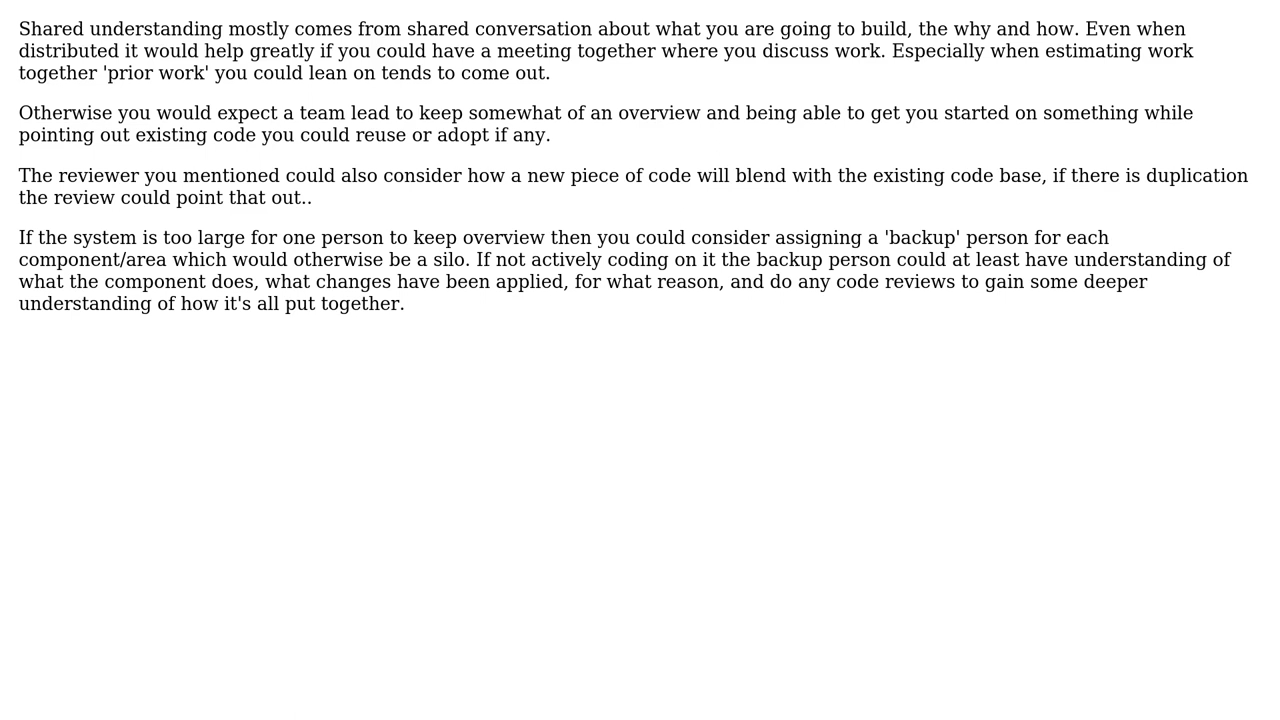 Shared understanding mostly comes from shared conversation about what you are going to build, the why and how. Even when
distributed it would help greatly if you could have a meeting together where you discuss work. Especially when estimating work
together 'prior work' you could lean on tends to come out.
Otherwise you would expect a team lead to keep somewhat of an overview and being able to get you started on something while
pointing out existing code you could reuse or adopt if any.
The reviewer you mentioned could also consider how a new piece of code will blend with the existing code base, if there is duplication
the review could point that out..
If the system is too large for one person to keep overview then you could consider assigning a 'backup' person for each
component/area which would otherwise be a silo. If not actively coding on it the backup person could at least have understanding of
what the component does, what changes have been applied, for what reason, and do any code reviews to gain some deeper
understanding of how it's all put together.